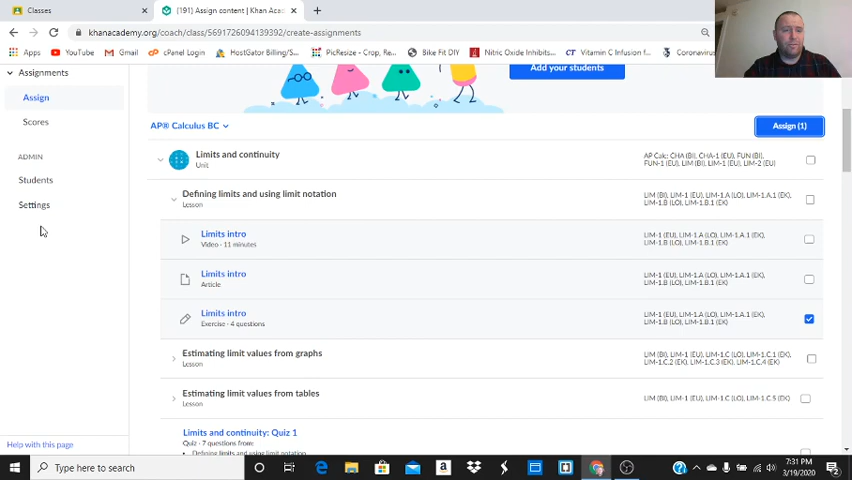 Classes
[191] Assign content | Khan Aca
khanacademy.org/coach/class/5691726094139392/create-assignments
Apps
YouTube
Gmail
cPanel Login
HostGator Billing/S...
PicResize - Crop, Re...
Bike Fit DIY
Nitric Oxide Inhibits...
CT
Vitamin C Infusion f...
Coronavirus
Assignments
Assign
Scores
ADMIN
Students
Settings
Help with this page
Add your students
AP® Calculus BC
Assign (1)
Limits and continuity
Unit
AP Calc: CHA (BI), CHA-1 (EU), FUN (BI),
FUN-1 (EU), LIM (BI), LIM-1 (EU), LIM-2 (EU)
Defining limits and using limit notation
Lesson
LIM (BI), LIM-1 (EU), LIM-1.A (LO), LIM-1.A.1 (EK),
LIM-1.B (LO), LIM-1.B.1 (EK)
Limits intro
Video · 11 minutes
LIM-1 (EU), LIM-1.A (LO), LIM-1.A.1 (EK),
LIM-1.B (LO), LIM-1.B.1 (EK)
Limits intro
Article
LIM-1 (EU), LIM-1.A (LO), LIM-1.A.1 (EK),
LIM-1.B (LO), LIM-1.B.1 (EK)
Limits intro
Exercise · 4 questions
LIM-1 (EU), LIM-1.A (LO), LIM-1.A.1 (EK),
LIM-1.B (LO), LIM-1.B.1 (EK)
Estimating limit values from graphs
Lesson
LIM (BI), LIM-1 (EU), LIM-1.C (LO), LIM-1.C.1 (EK),
LIM-1.C.2 (EK), LIM-1.C.3 (EK), LIM-1.C.4 (EK)
Estimating limit values from tables
Lesson
LIM (BI), LIM-1 (EU), LIM-1.C (LO), LIM-1.C.5 (EK)
Limits and continuity: Quiz 1
Quiz · 7 questions from:
Type here to search
7:31 PM
3/19/2020